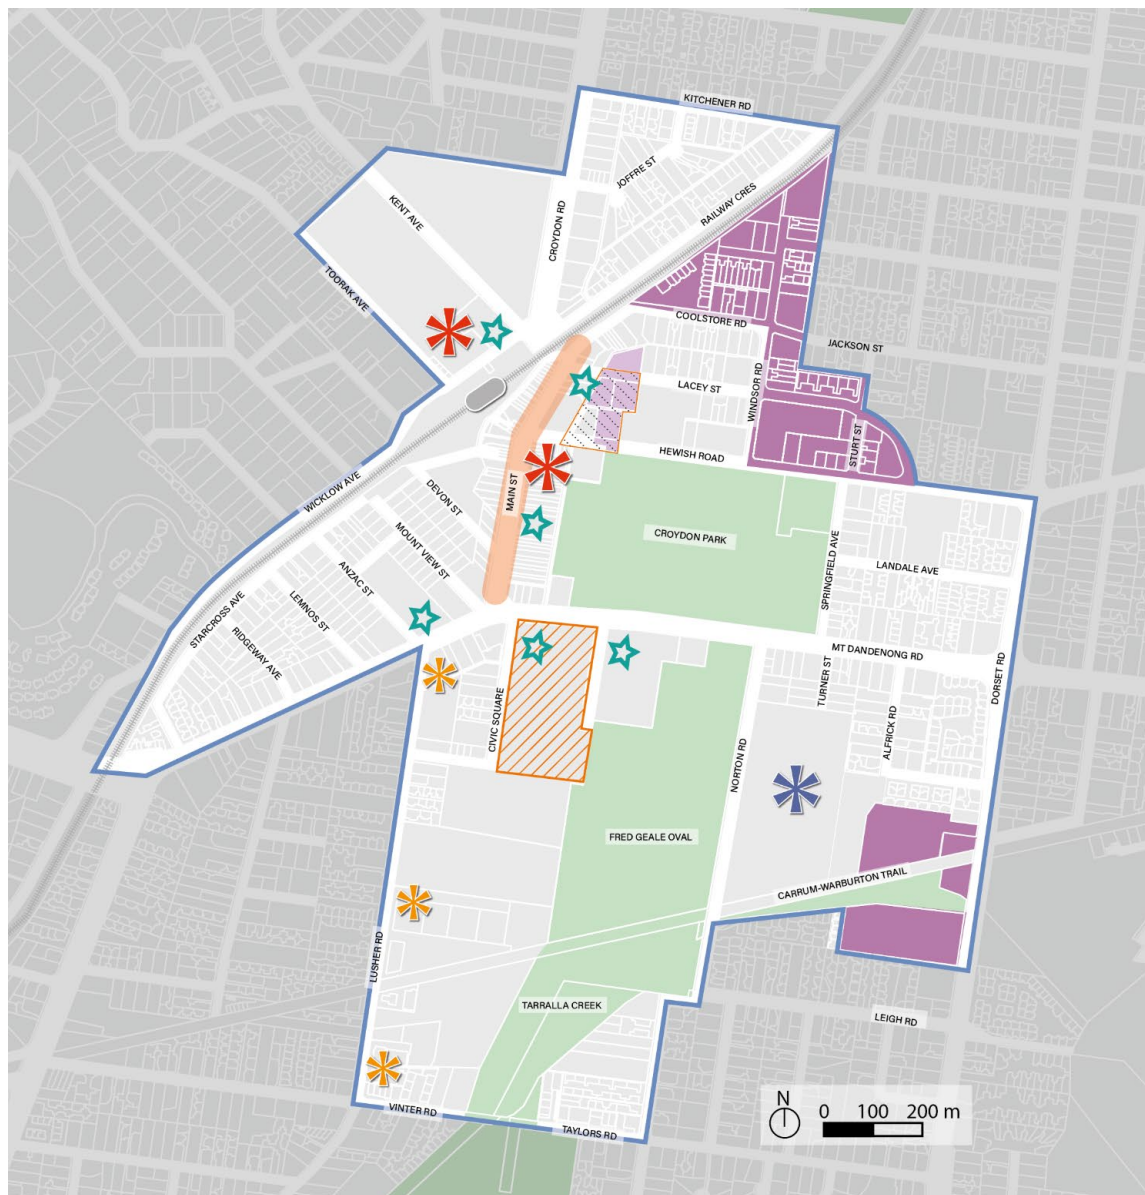 KITCHENER RD
JOFFRE ST
KENT AVE
RAILWAY CRES
CROYDON RD
TOORAK AVE
COOLSTORE RD
JACKSON ST
LACEY ST
WINDSOR RD
STURT ST
HEWISH ROAD
WICKLOW AVE
MAIN ST
DEVON ST
CROYDON PARK
MOUNT VIEW ST
SPRINGFIELD AVE
LANDALE AVE
ANZAC ST
LEMNOS ST
STARCROSS AVE
RIDGEWAY AVE
MT DANDENONG RD
DORSET RD
TURNER ST
CIVIC SQUARE
ALFRICK RD
NORTON RD
FRED GEALE OVAL
CARRUM-WARBURTON TRAIL
LUSHER RD
TARRALLA CREEK
LEIGH RD
VINTER RD
TAYLORS RD
N
0 100 200 m